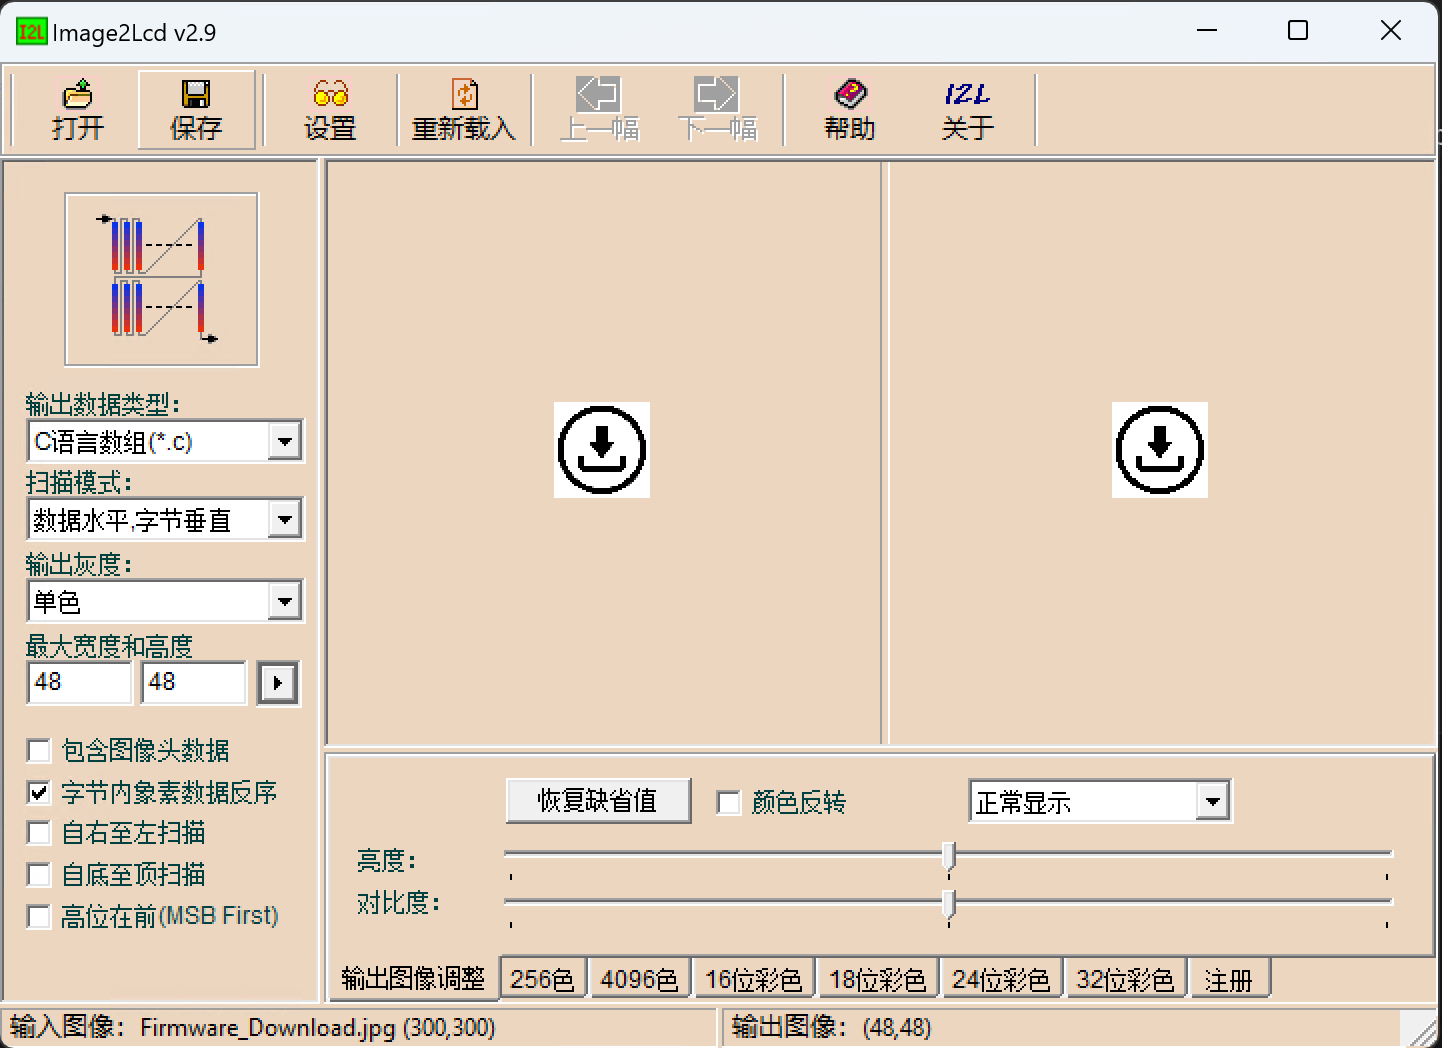 I2L Image2Lcd v2.9
打开 保存 设置 重新载入 上一幅 下一幅 帮助 I2L 关于
输出数据类型:
C语言数组(*.c)
扫描模式:
数据水平,字节垂直
输出灰度:
单色
最大宽度和高度
48 48
包含图像头数据
字节内象素数据反序
自右至左扫描
自底至顶扫描
高位在前(MSB First)
恢复缺省值 颜色反转 正常显示
亮度:
对比度:
输出图像调整 256色 4096色 16位彩色 18位彩色 24位彩色 32位彩色 注册
输入图像: Firmware_Download.jpg (300,300) 输出图像: (48,48)